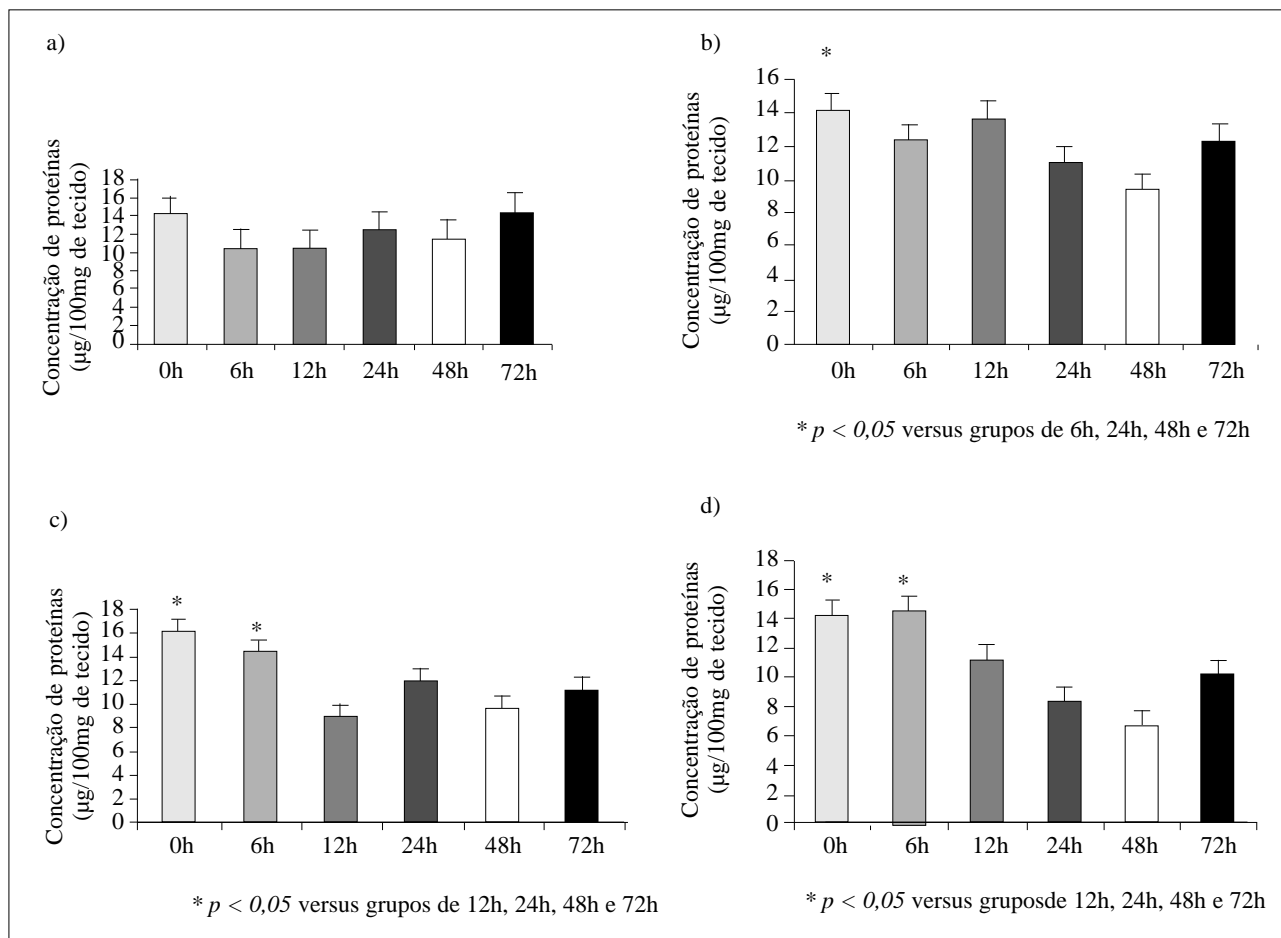 a)
Concentração de proteínas
(µg/100mg de tecido)
18
16
14
12
10
8
6
4
2
0
0h 6h 12h 24h 48h 72h
b)
*
Concentração de proteínas
(µg/100mg de tecido)
16
14
12
10
8
6
4
2
0
0h 6h 12h 24h 48h 72h
* p < 0,05 versus grupos de 6h, 24h, 48h e 72h
c)
* *
Concentração de proteínas
(µg/100mg de tecido)
18
16
14
12
10
8
6
4
2
0
0h 6h 12h 24h 48h 72h
* p < 0,05 versus grupos de 12h, 24h, 48h e 72h
d)
* *
Concentração de proteínas
(µg/100mg de tecido)
18
16
14
12
10
8
6
4
2
0
0h 6h 12h 24h 48h 72h
* p < 0,05 versus gruposde 12h, 24h, 48h e 72h